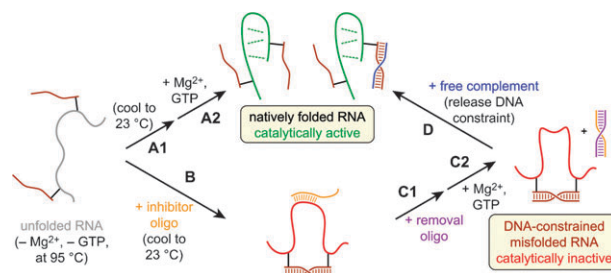 + Mg2+,
GTP
(cool to
23 °C)
A2
A1
natively folded RNA
catalytically active
+ free complement
(release DNA
constraint)
D
+
B
C2
C1
+ Mg2+,
GTP
+ inhibitor
oligo
(cool to
23 °C)
+ removal
oligo
unfolded RNA
(– Mg2+, – GTP,
at 95 °C)
DNA-constrained
misfolded RNA
catalytically inactive